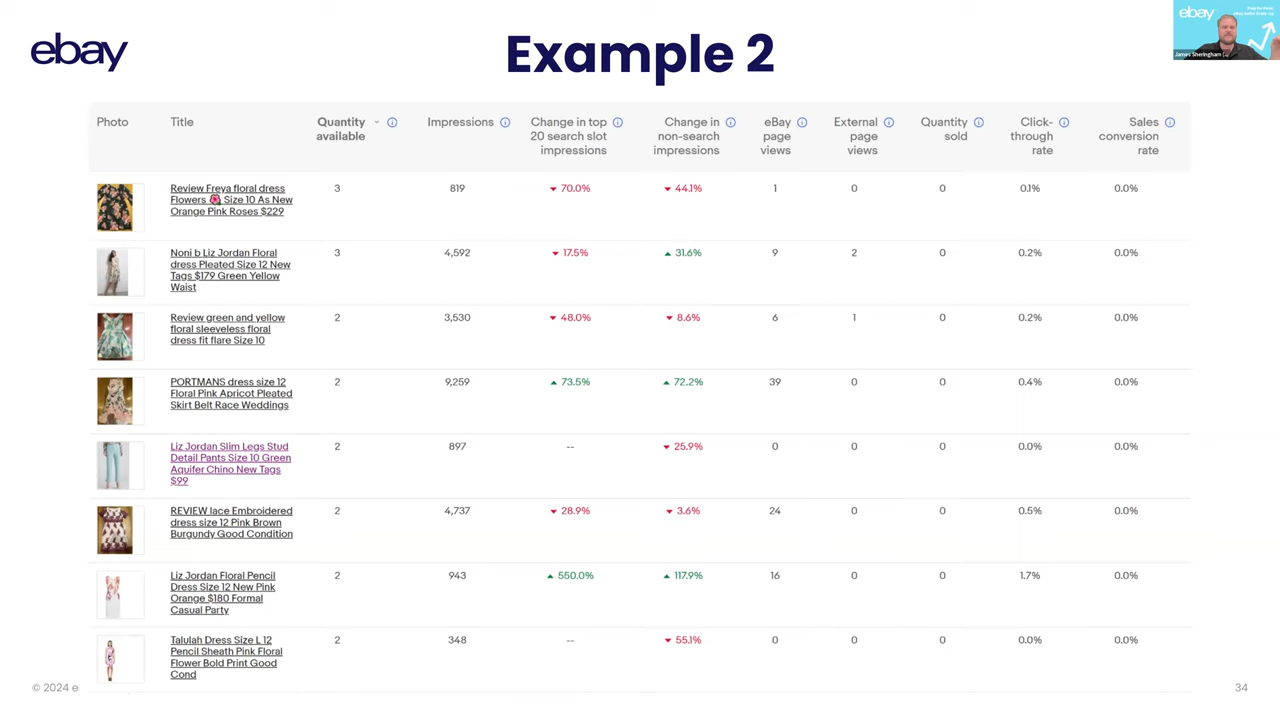 ebay
Example 2
ebay
James Sheringham
Photo
Title
Quantity
available
Impressions
Change in top
20 search slot
impressions
Change in
non-search
impressions
eBay
page
views
External
page
views
Quantity
sold
Click-
through
rate
Sales
conversion
rate
Review Freya floral dress
Flowers 🌺 Size 10 As New
Orange Pink Roses $229
3
819
70.0%
44.1%
1
0
0
0.1%
0.0%
Noni b Liz Jordan Floral
dress Pleated Size 12 New
Tags $179 Green Yellow
Waist
3
4,592
17.5%
31.6%
9
2
0
0.2%
0.0%
Review green and yellow
floral sleeveless floral
dress fit flare Size 10
2
3,530
48.0%
8.6%
6
1
0
0.2%
0.0%
PORTMANS dress size 12
Floral Pink Apricot Pleated
Skirt Belt Race Weddings
2
9,259
73.5%
72.2%
39
0
0
0.4%
0.0%
Liz Jordan Slim Legs Stud
Detail Pants Size 10 Green
Aquifer Chino New Tags
$99
2
897
--
25.9%
0
0
0
0.0%
0.0%
REVIEW lace Embroidered
dress size 12 Pink Brown
Burgundy Good Condition
2
4,737
28.9%
3.6%
24
0
0
0.5%
0.0%
Liz Jordan Floral Pencil
Dress Size 12 New Pink
Orange $180 Formal
Casual Party
2
943
550.0%
117.9%
16
0
0
1.7%
0.0%
Talulah Dress Size L 12
Pencil Sheath Pink Floral
Flower Bold Print Good
Cond
2
348
--
55.1%
0
0
0
0.0%
0.0%
© 2024 e
34